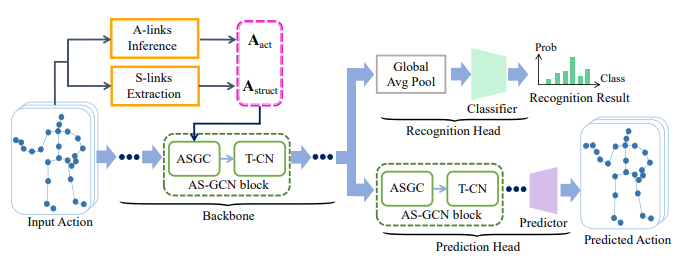 A-links
Inference
A_act
S-links
Extraction
A_struct
Input Action
ASGC
T-CN
AS-GCN block
Backbone
Global
Avg Pool
Classifier
Prob
Class
Recognition Result
Recognition Head
ASGC
T-CN
AS-GCN block
Predictor
Prediction Head
Predicted Action